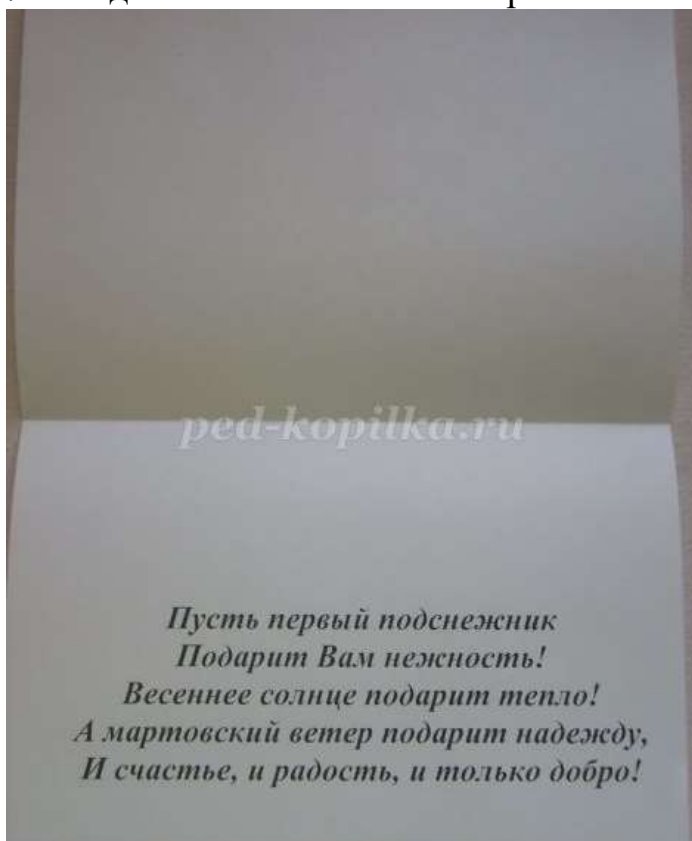 ped-kopilka.ru
Пусть первый подснежник
Подарит Вам нежность!
Весеннее солнце подарит тепло!
А мартовский ветер подарит надежду,
И счастье, и радость, и только добро!